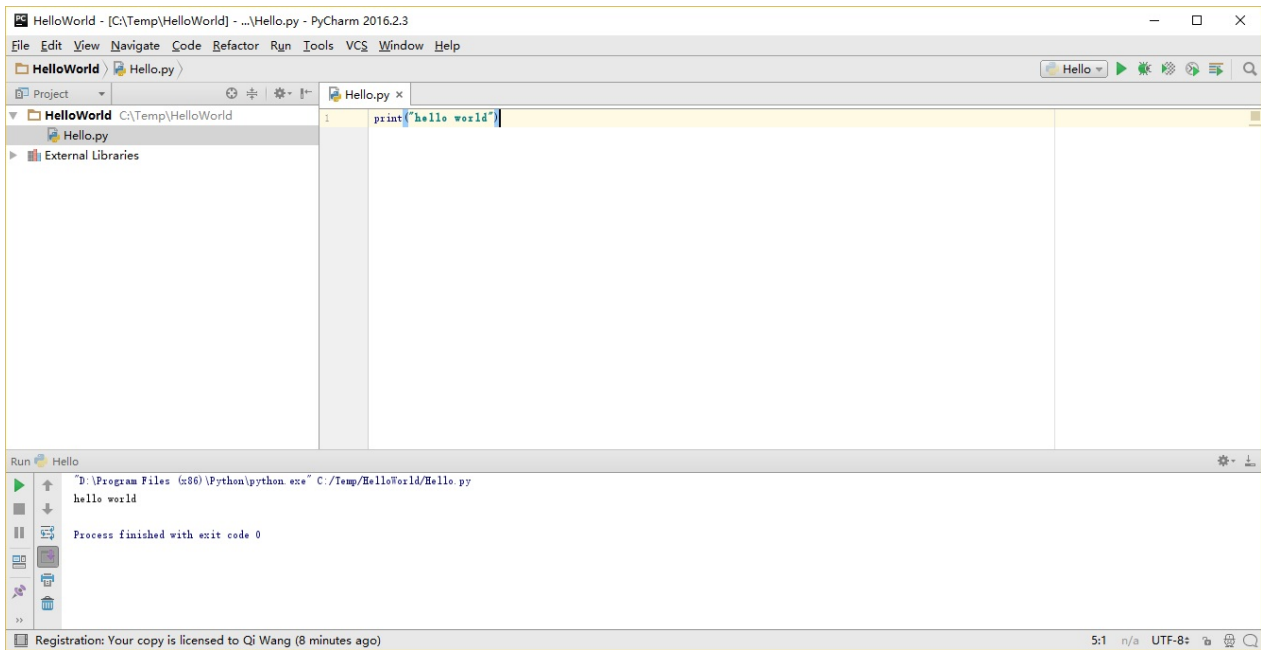 HelloWorld - [C:\Temp\HelloWorld] - ...\Hello.py - PyCharm 2016.2.3
File Edit View Navigate Code Refactor Run Tools VCS Window Help
HelloWorld Hello.py Hello
Project Hello.py ×
HelloWorld C:\Temp\HelloWorld
Hello.py
External Libraries
1 print("hello world")
Run Hello
"D:\Program Files (x86)\Python\python.exe" C:/Temp/HelloWorld/Hello.py
hello world
Process finished with exit code 0
Registration: Your copy is licensed to Qi Wang (8 minutes ago) 5:1 n/a UTF-8